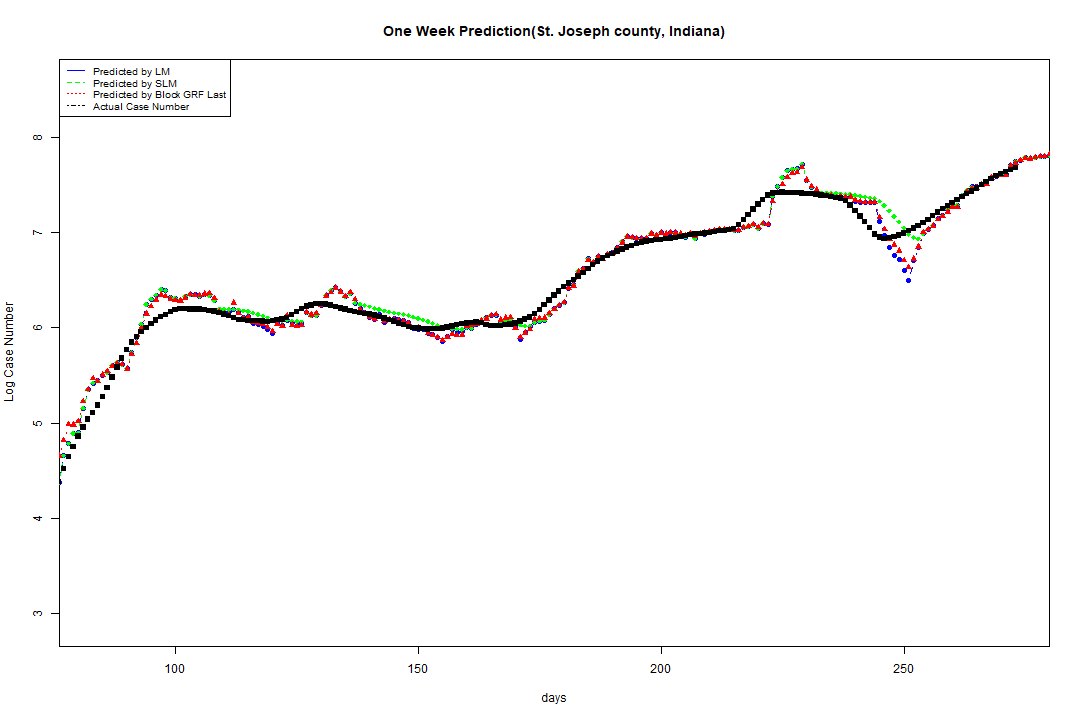 One Week Prediction(St. Joseph county, Indiana)
Predicted by LM
Predicted by SLM
Predicted by Block GRF Last
Actual Case Number
8
7
6
5
4
3
Log Case Number
100 150 200 250
days